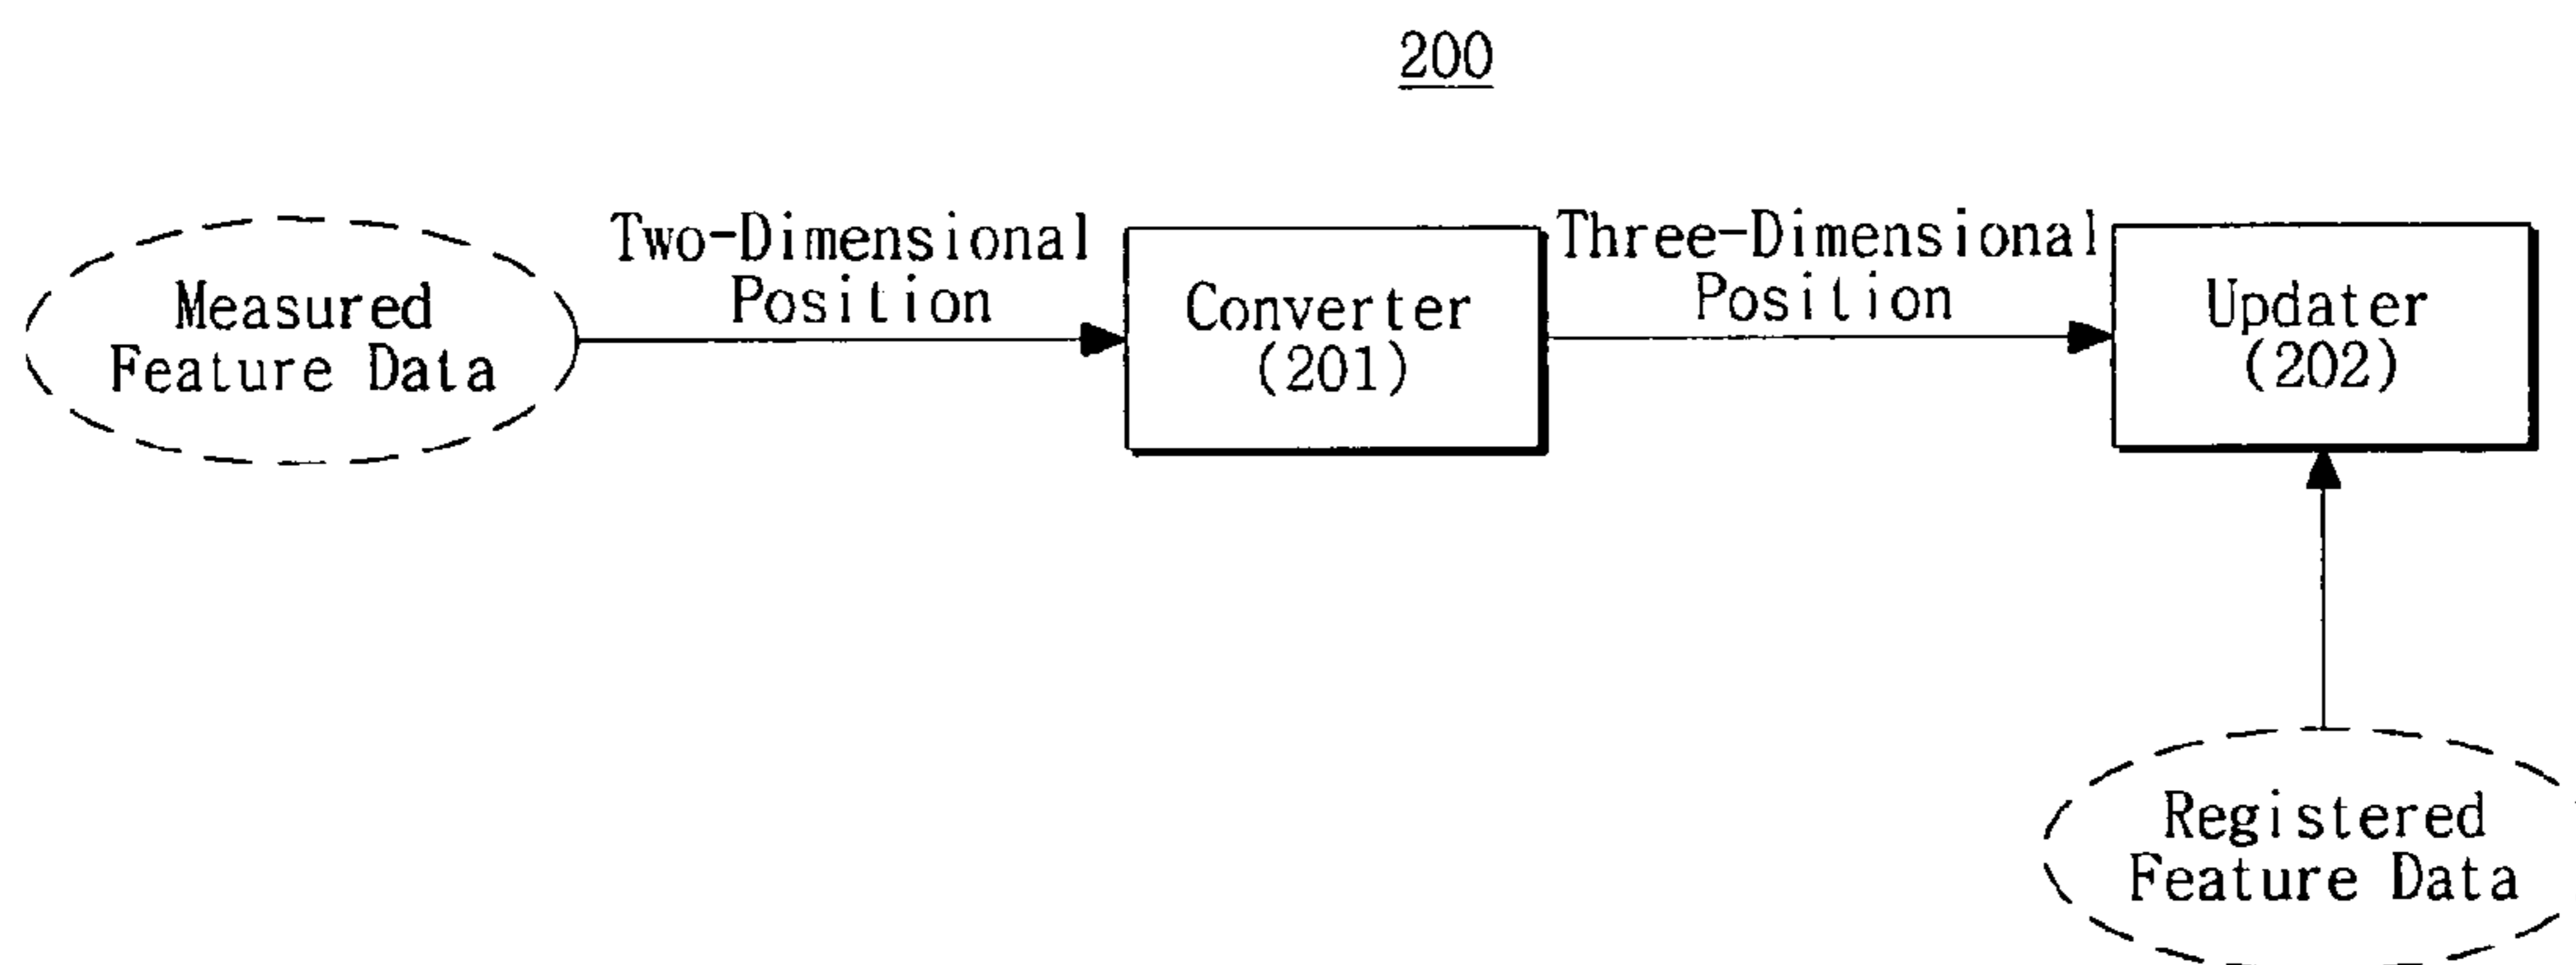 200
Measured
Feature Data
Two-Dimensional
Position
Converter
(201)
Three-Dimensional
Position
Updater
(202)
Registered
Feature Data